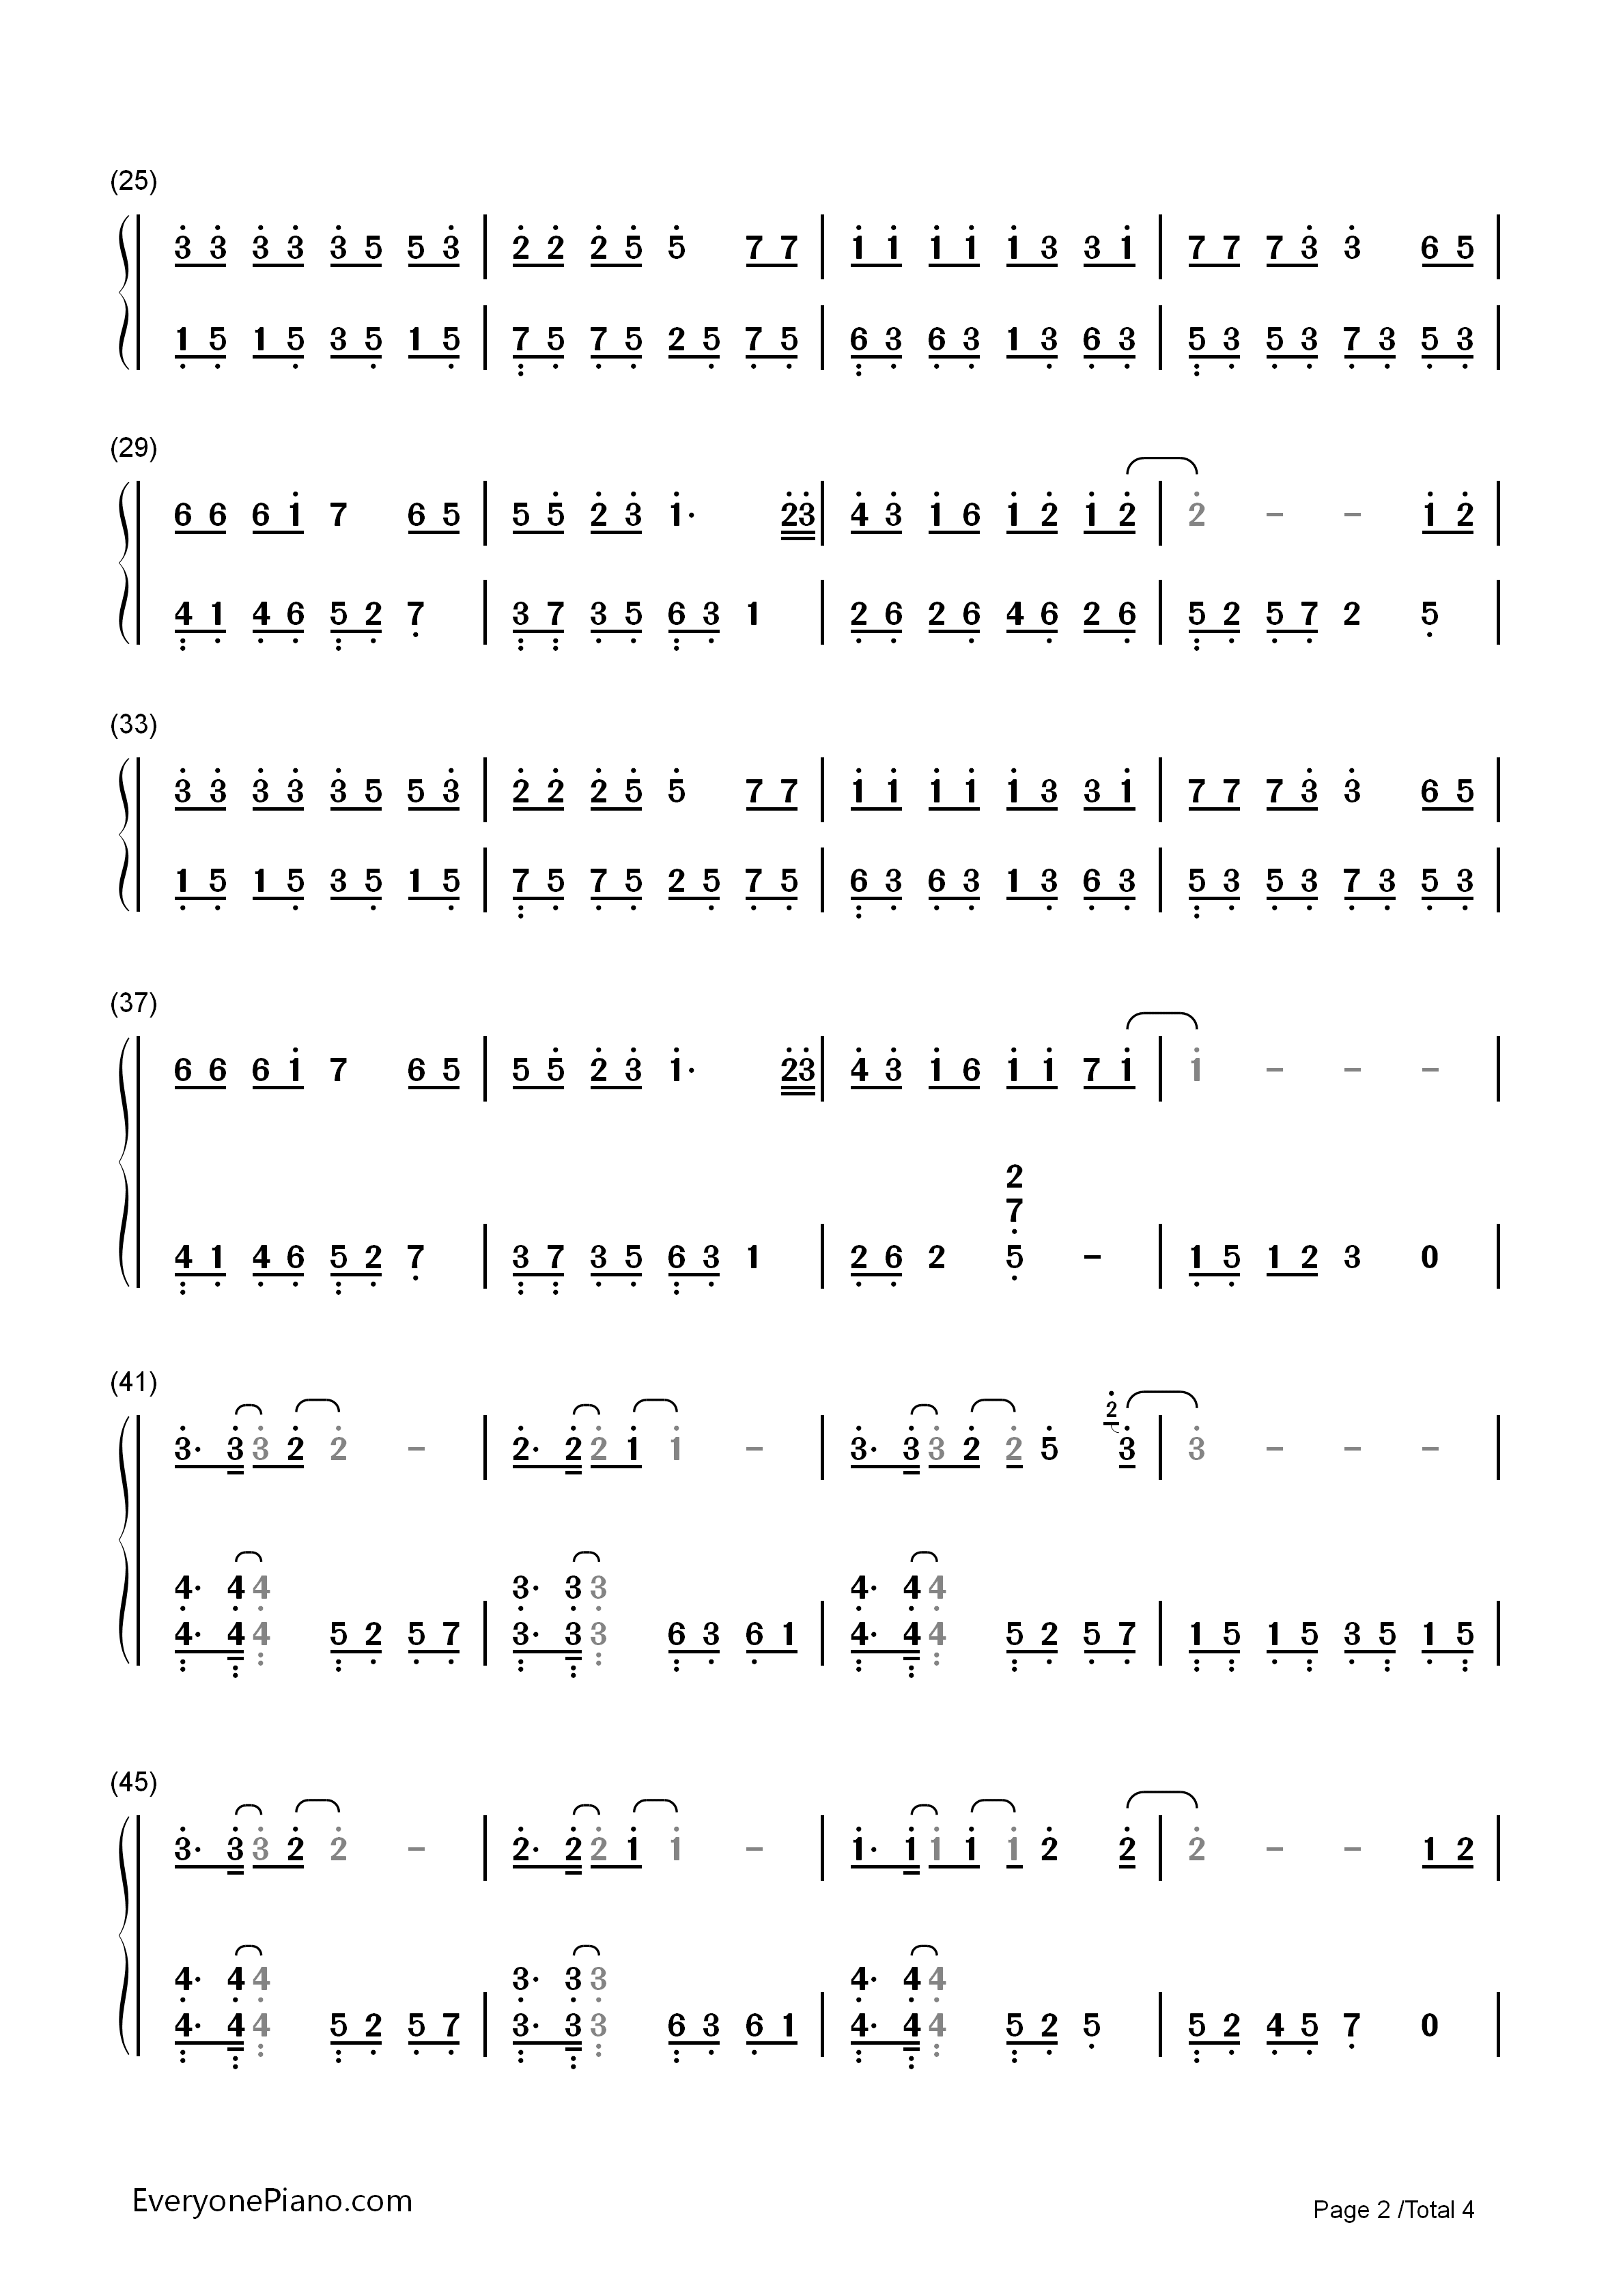 (25)
3 3 3 3 3 5 5 3 | 2 2 2 5 5 7 7 | 1 1 1 1 1 3 3 1 | 7 7 7 3 3 6 5 |
1 5 1 5 3 5 1 5 | 7 5 7 5 2 5 7 5 | 6 3 6 3 1 3 6 3 | 5 3 5 3 7 3 5 3 |
(29)
6 6 6 1 7 6 5 | 5 5 2 3 1· 2 3 | 4 3 1 6 1 2 1 2 | 2 – – 1 2 |
4 1 4 6 5 2 7 | 3 7 3 5 6 3 1 | 2 6 2 6 4 6 2 6 | 5 2 5 7 2 5 |
(33)
3 3 3 3 3 5 5 3 | 2 2 2 5 5 7 7 | 1 1 1 1 1 3 3 1 | 7 7 7 3 3 6 5 |
1 5 1 5 3 5 1 5 | 7 5 7 5 2 5 7 5 | 6 3 6 3 1 3 6 3 | 5 3 5 3 7 3 5 3 |
(37)
6 6 6 1 7 6 5 | 5 5 2 3 1· 2 3 | 4 3 1 6 1 1 7 1 | 1 – – – |
2
7
4 1 4 6 5 2 7 | 3 7 3 5 6 3 1 | 2 6 2 5 – | 1 5 1 2 3 0 |
(41)
2
3· 3 3 2 2 – | 2· 2 2 1 1 – | 3· 3 3 2 2 5 3 | 3 – – – |
4· 4 4 3· 3 3 4· 4 4
4· 4 4 5 2 5 7 | 3· 3 3 6 3 6 1 | 4· 4 4 5 2 5 7 | 1 5 1 5 3 5 1 5 |
(45)
3· 3 3 2 2 – | 2· 2 2 1 1 – | 1· 1 1 1 1 2 2 | 2 – – 1 2 |
4· 4 4 3· 3 3 4· 4 4
4· 4 4 5 2 5 7 | 3· 3 3 6 3 6 1 | 4· 4 4 5 2 5 | 5 2 4 5 7 0 |
EveryonePiano.com
Page 2 /Total 4